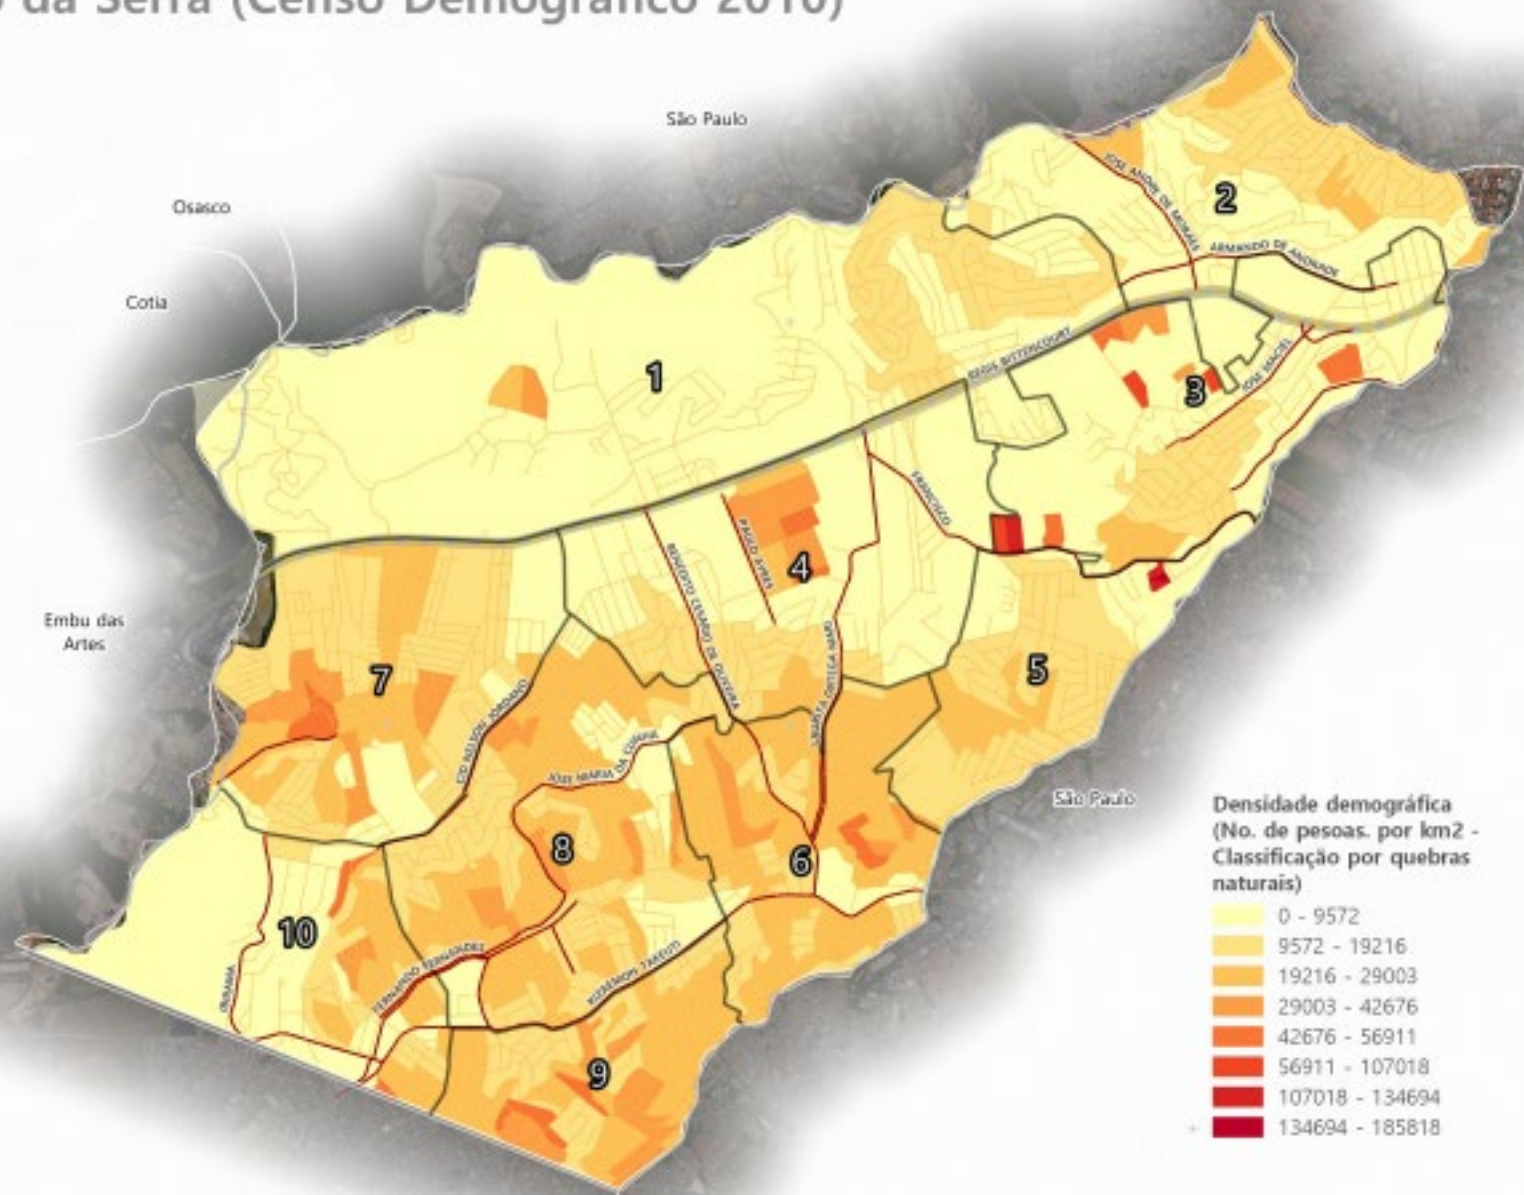 da Serra (Censo Demográfico 2010)
São Paulo
Osasco
Cotia
Embu das
Artes
São Paulo
1
2
3
4
5
6
7
8
9
10
JOSE ANDRE DE MORAES
ARMANDO DE ANDRADE
REGIS BITTENCOURT
JOSE MACIEL
FRANCISCO
PAULO AYRES
BENEDITO CESARIO DE OLIVEIRA
CID NELSON JORDANO
JOSE MARIA DA CUNHA
FERNANDO FERNANDES
KIZAEMON TAKEUTI
Densidade demográfica
(No. de pesoas. por km2 -
Classificação por quebras
naturais)
0 - 9572
9572 - 19216
19216 - 29003
29003 - 42676
42676 - 56911
56911 - 107018
107018 - 134694
134694 - 185818